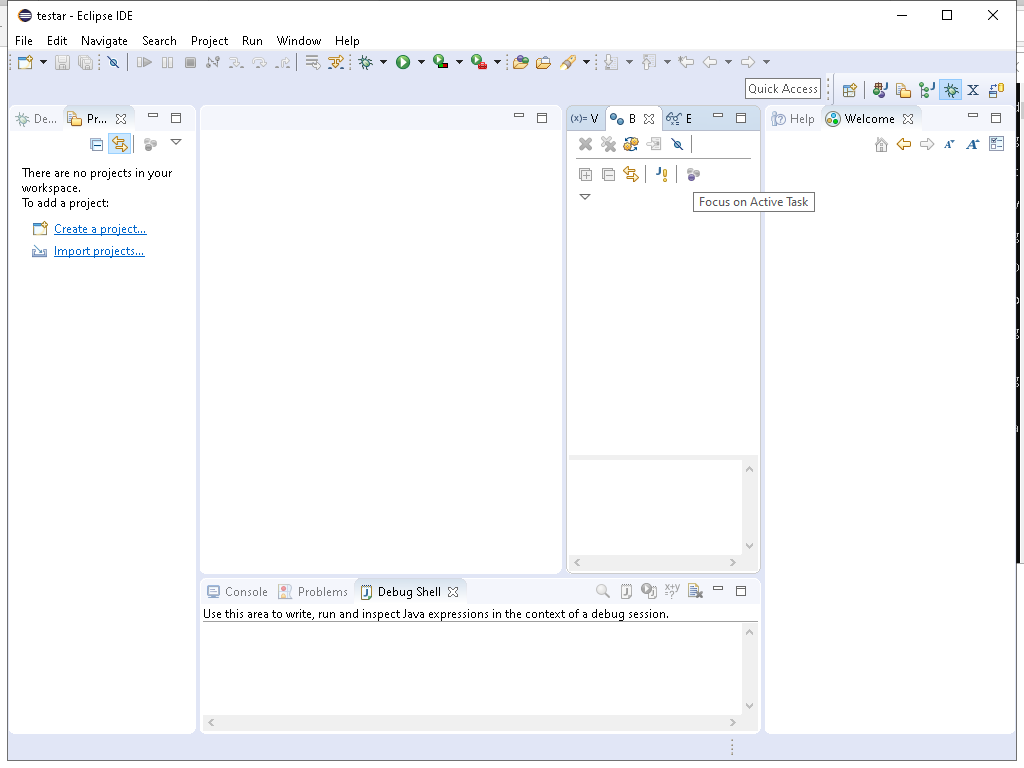 testar - Eclipse IDE
File Edit Navigate Search Project Run Window Help
Quick Access
De...
Pr...
(x)= V
B
E
Help
Welcome
There are no projects in your
workspace.
To add a project:
Create a project...
Import projects...
Focus on Active Task
Console
Problems
Debug Shell
Use this area to write, run and inspect Java expressions in the context of a debug session.